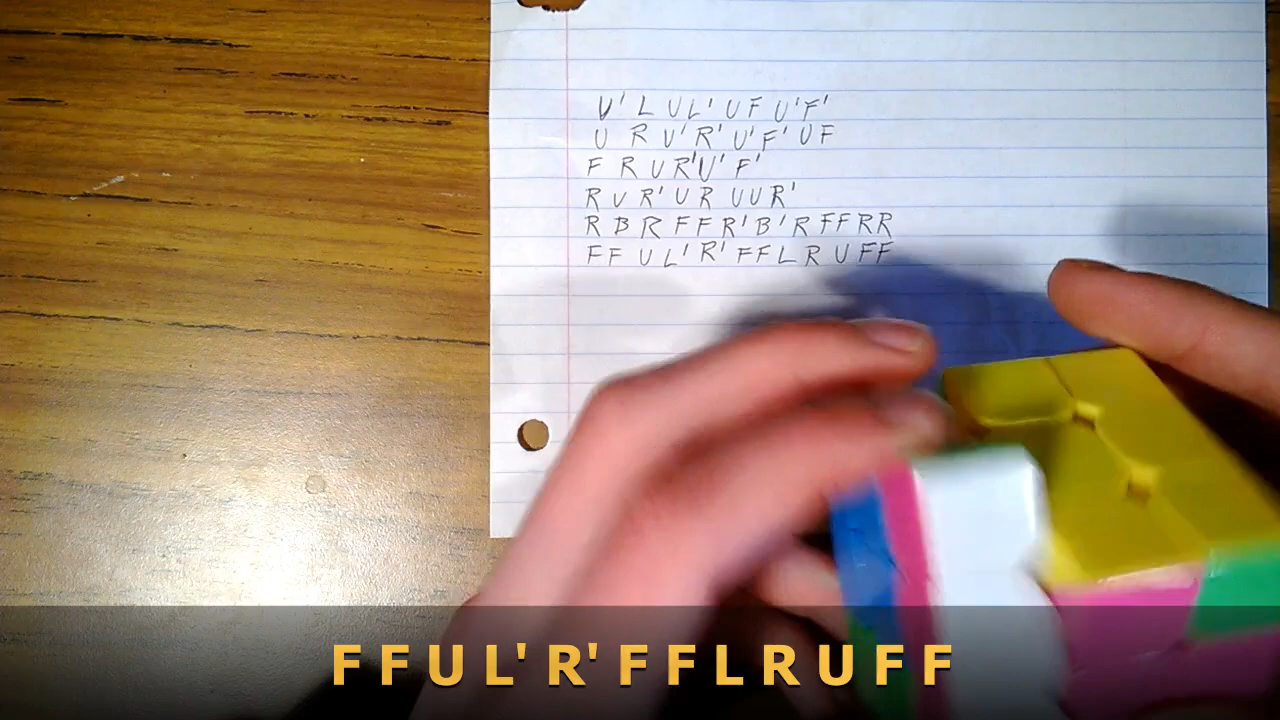 U' L U L' U F U' F'
U R U' R' U' F' U F
F R U R' U' F'
R U R' U R U U R'
R B R F F R' B' R F F R R
F F U L' R' F F L R U F F
F F U L' R' F F L R U F F